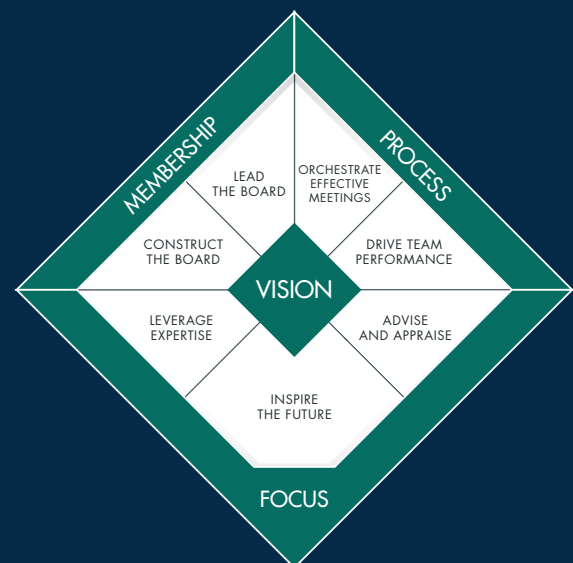 MEMBERSHIP
PROCESS
LEAD
THE BOARD
ORCHESTRATE
EFFECTIVE
MEETINGS
CONSTRUCT
THE BOARD
DRIVE TEAM
PERFORMANCE
VISION
LEVERAGE
EXPERTISE
ADVISE
AND APPRAISE
INSPIRE
THE FUTURE
FOCUS